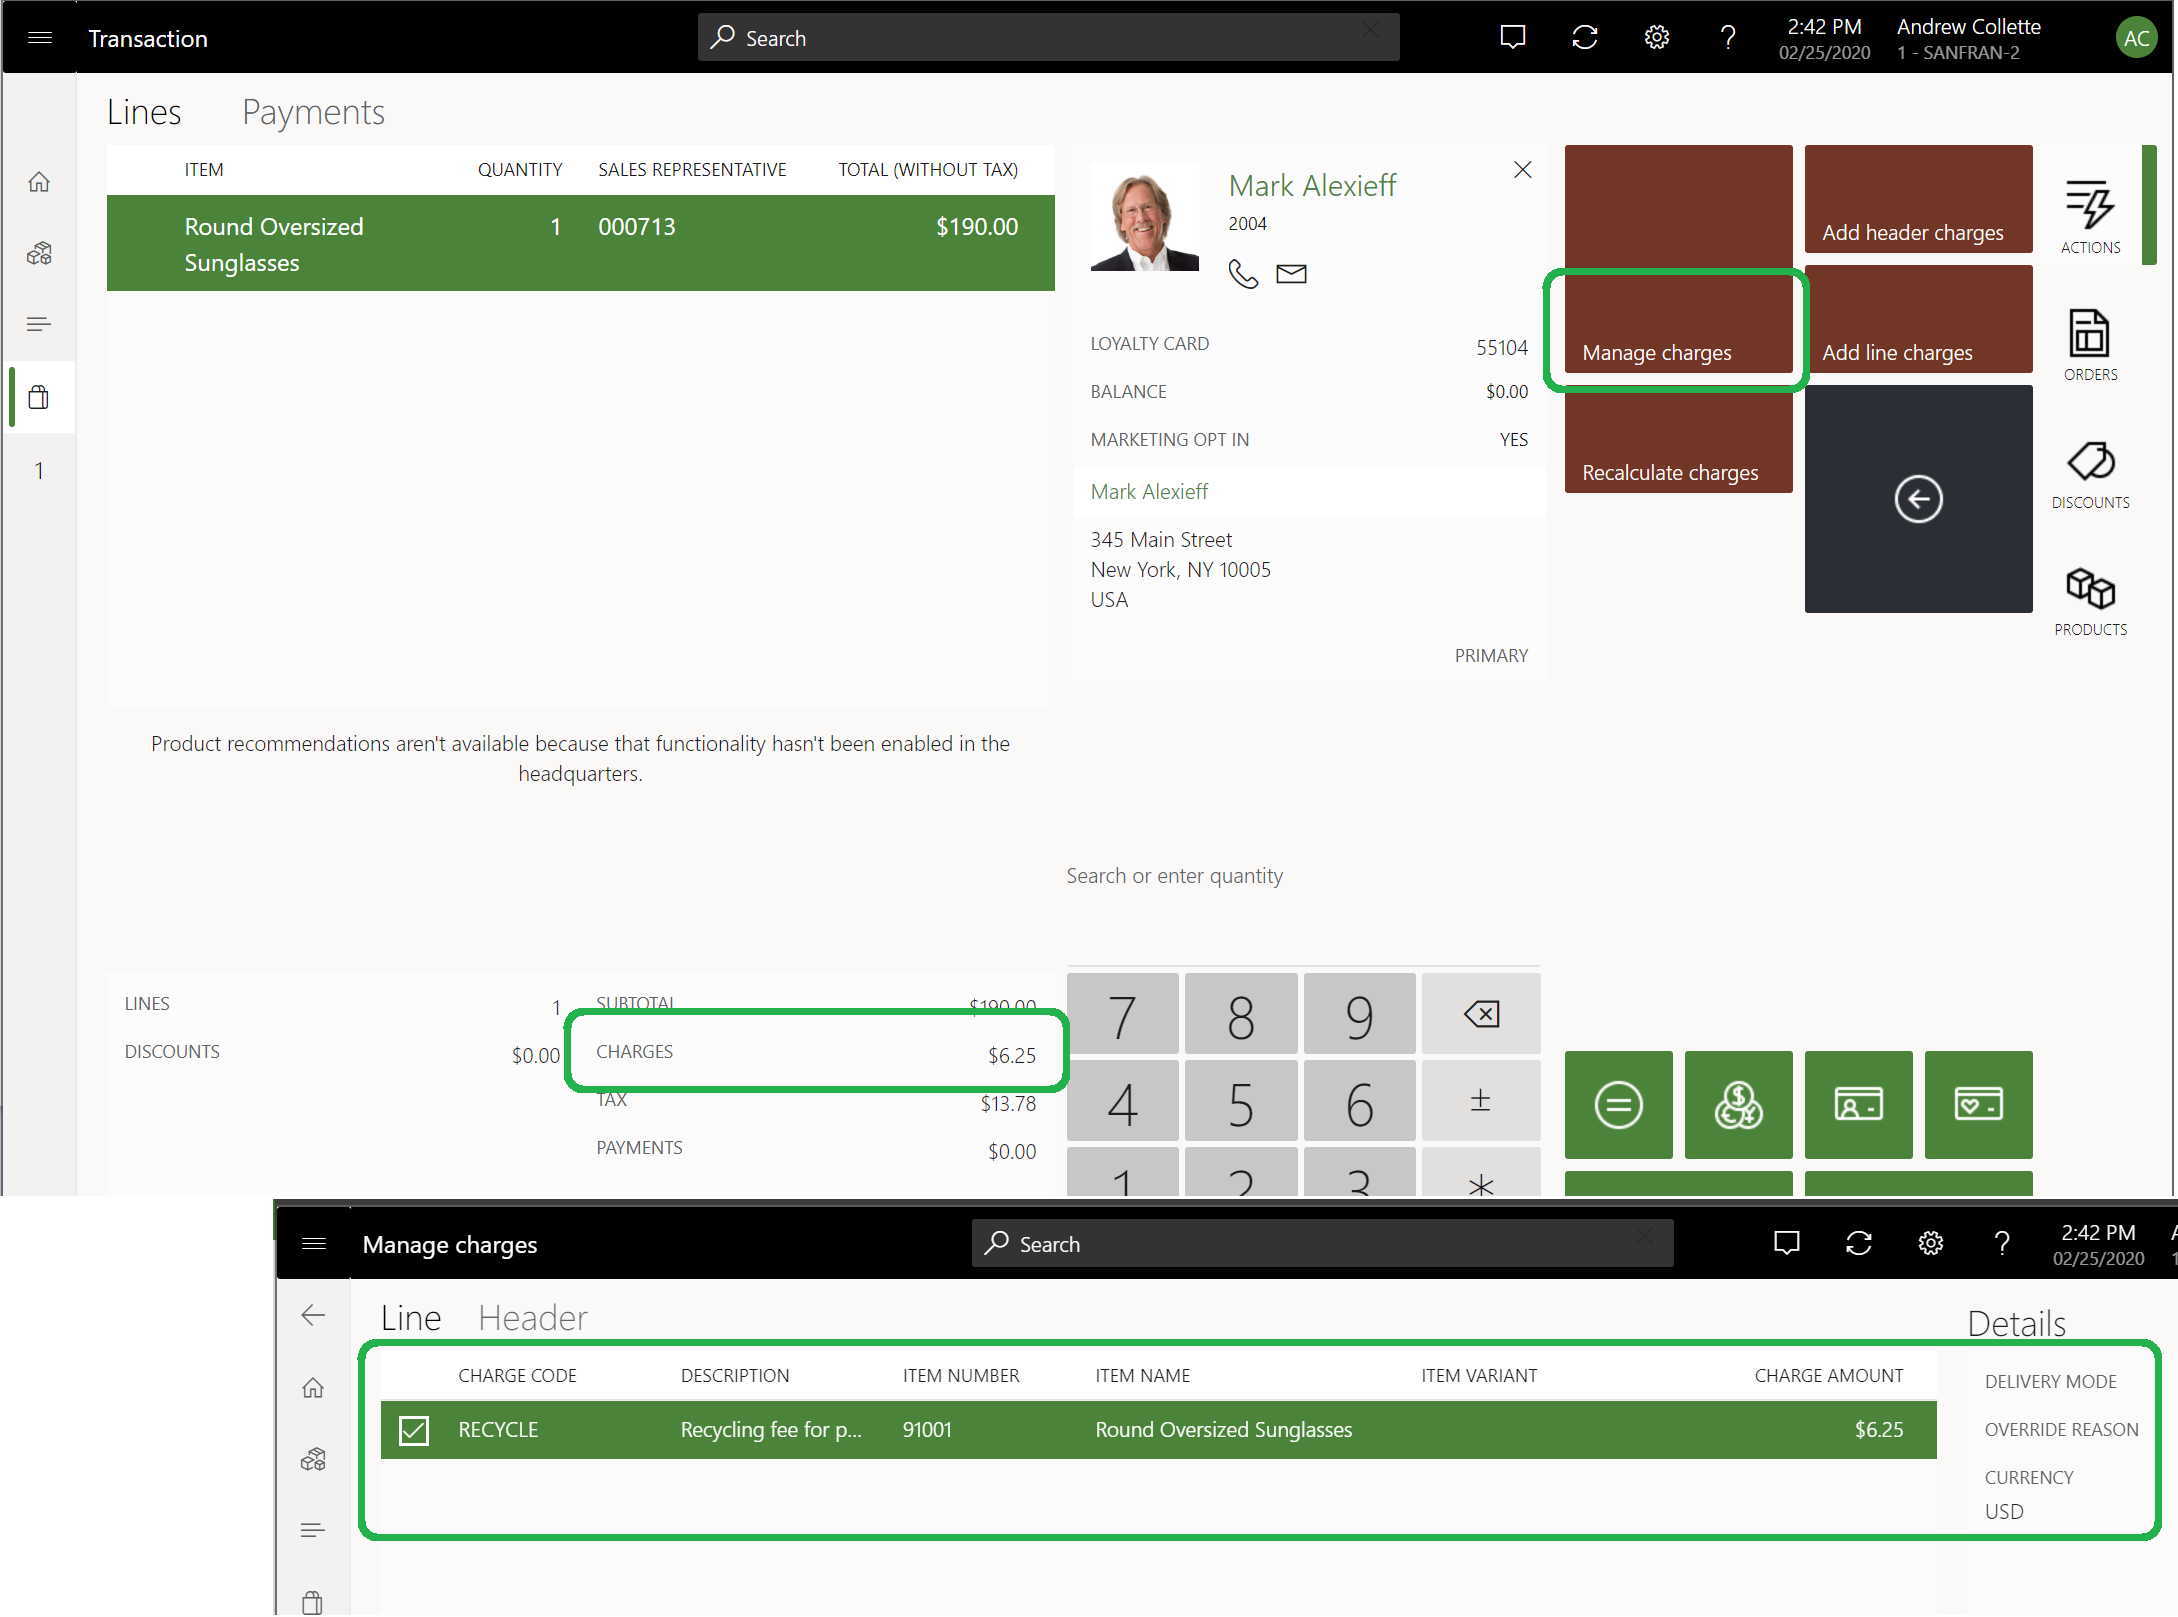 Transaction
Search
2:42 PM
02/25/2020
Andrew Collette
1 - SANFRAN-2
AC
Lines Payments
ITEM QUANTITY SALES REPRESENTATIVE TOTAL (WITHOUT TAX)
Round Oversized Sunglasses 1 000713 $190.00
Mark Alexieff
2004
LOYALTY CARD 55104
BALANCE $0.00
MARKETING OPT IN YES
Mark Alexieff
345 Main Street
New York, NY 10005
USA
PRIMARY
Add header charges
Manage charges
Add line charges
Recalculate charges
ACTIONS
ORDERS
DISCOUNTS
PRODUCTS
1
Product recommendations aren't available because that functionality hasn't been enabled in the
headquarters.
Search or enter quantity
LINES 1
DISCOUNTS $0.00
SUBTOTAL $190.00
CHARGES $6.25
TAX $13.78
PAYMENTS $0.00
7 8 9
4 5 6 ±
1 2 3 *
Manage charges
Search
2:42 PM
02/25/2020
Line Header
Details
CHARGE CODE DESCRIPTION ITEM NUMBER ITEM NAME ITEM VARIANT CHARGE AMOUNT
RECYCLE Recycling fee for p... 91001 Round Oversized Sunglasses $6.25
DELIVERY MODE
OVERRIDE REASON
CURRENCY
USD